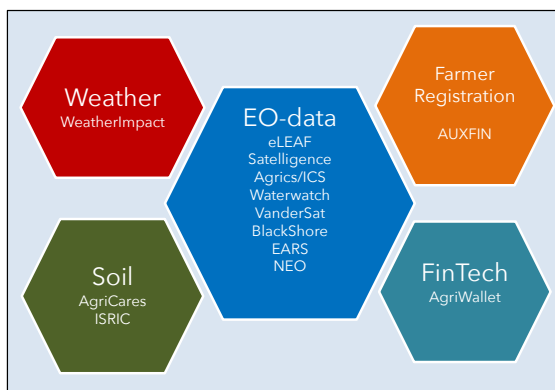 Weather
WeatherImpact
EO-data
eLEAF
Satelligence
Agrics/ICS
Waterwatch
VanderSat
BlackShore
EARS
NEO
Farmer
Registration
AUXFIN
Soil
AgriCares
ISRIC
FinTech
AgriWallet